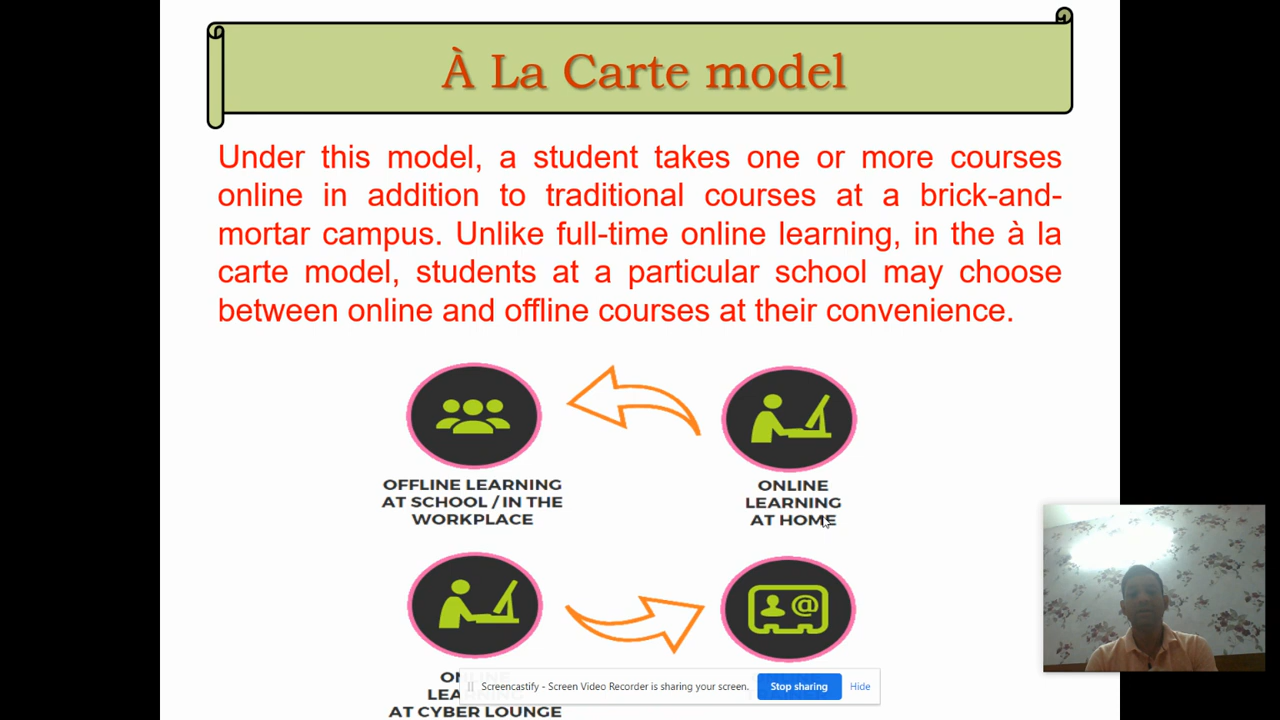 À La Carte model
Under this model, a student takes one or more courses
online in addition to traditional courses at a brick-and-
mortar campus. Unlike full-time online learning, in the à la
carte model, students at a particular school may choose
between online and offline courses at their convenience.
OFFLINE LEARNING
AT SCHOOL / IN THE
WORKPLACE
ONLINE
LEARNING
AT HOME
AT CYBER LOUNGE
Screencastify - Screen Video Recorder is sharing your screen.
Stop sharing
Hide